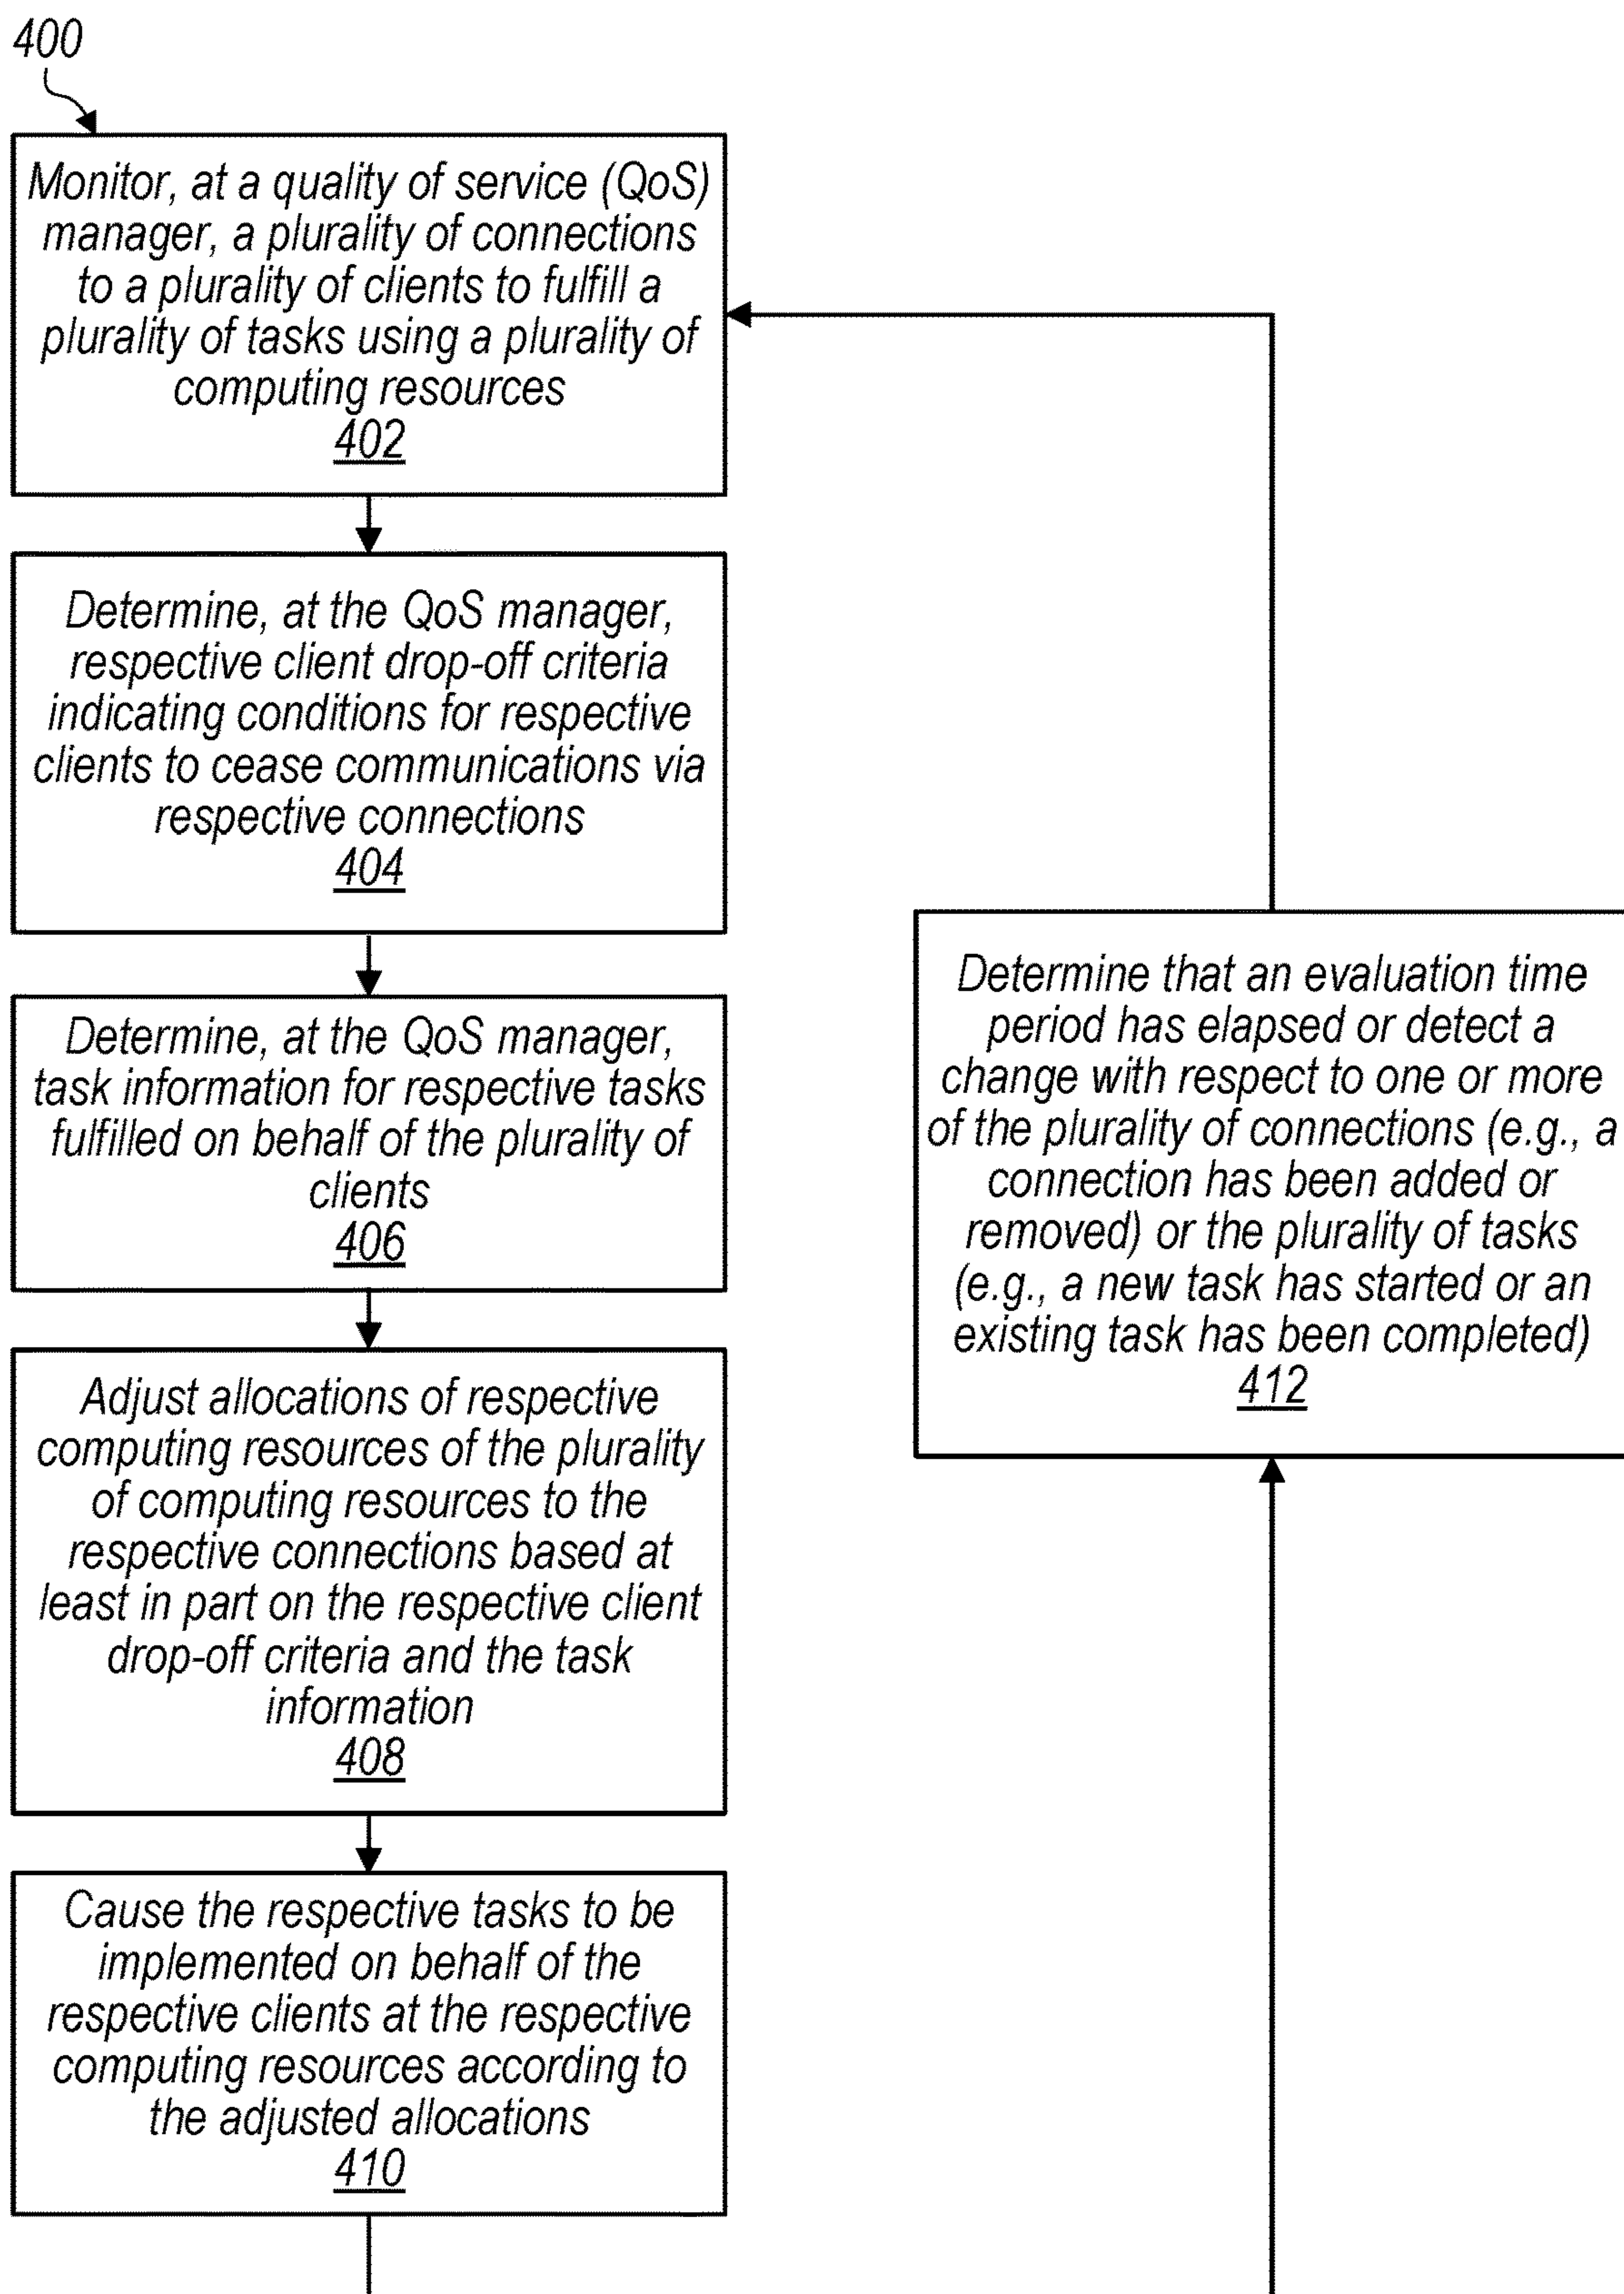 400
Monitor, at a quality of service (QoS)
manager, a plurality of connections
to a plurality of clients to fulfill a
plurality of tasks using a plurality of
computing resources
402
Determine, at the QoS manager,
respective client drop-off criteria
indicating conditions for respective
clients to cease communications via
respective connections
404
Determine, at the QoS manager,
task information for respective tasks
fulfilled on behalf of the plurality of
clients
406
Adjust allocations of respective
computing resources of the plurality
of computing resources to the
respective connections based at
least in part on the respective client
drop-off criteria and the task
information
408
Cause the respective tasks to be
implemented on behalf of the
respective clients at the respective
computing resources according to
the adjusted allocations
410
Determine that an evaluation time
period has elapsed or detect a
change with respect to one or more
of the plurality of connections (e.g., a
connection has been added or
removed) or the plurality of tasks
(e.g., a new task has started or an
existing task has been completed)
412